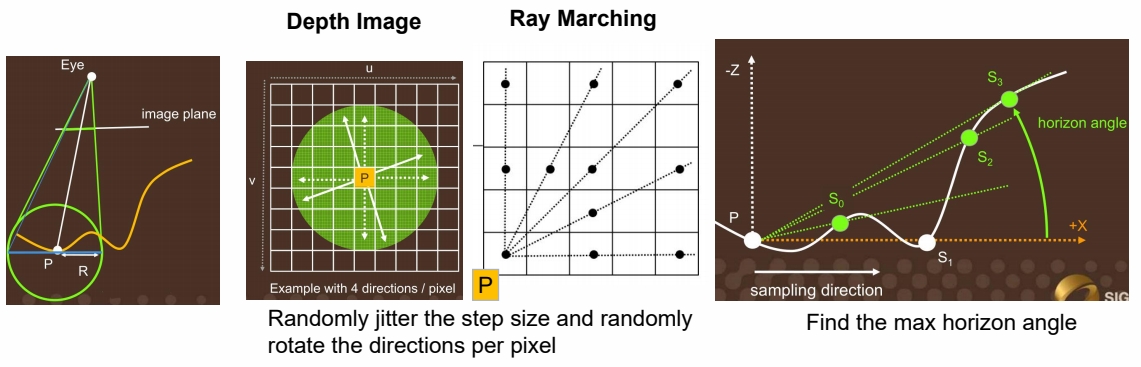 Depth Image
Ray Marching
Eye
image plane
P
R
u
v
P
Example with 4 directions / pixel
P
-Z
S3
horizon angle
S2
S0
P
+X
S1
sampling direction
SIG
Randomly jitter the step size and randomly
rotate the directions per pixel
Find the max horizon angle